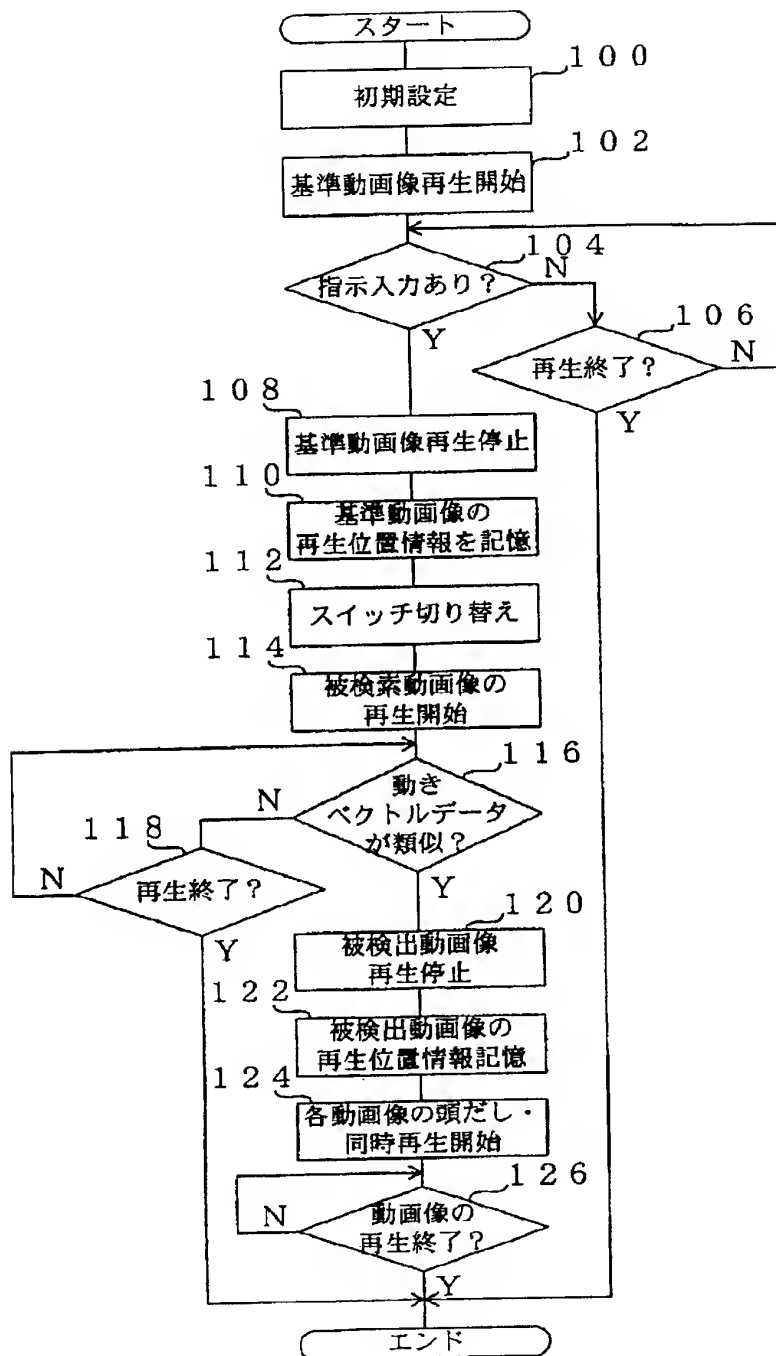 スタート
100
初期設定
102
基準動画像再生開始
104
指示入力あり?
N
Y
106
再生終了?
N
Y
108
基準動画像再生停止
110
基準動画像の
再生位置情報を記憶
112
スイッチ切り替え
114
被検索動画像の
再生開始
116
動き
ベクトルデータ
が類似?
N
Y
118
再生終了?
N
Y
120
被検出動画像
再生停止
122
被検出動画像の
再生位置情報記憶
124
各動画像の頭だし・
同時再生開始
126
動画像の
再生終了?
N
Y
エンド